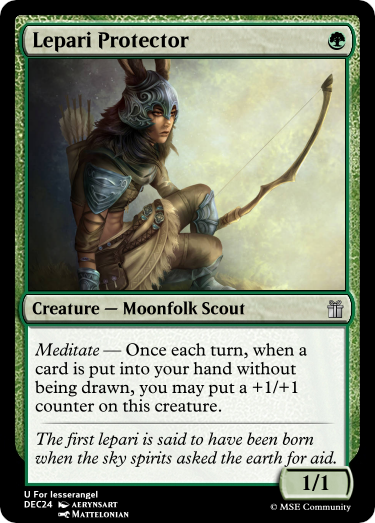 Lepari Protector
Creature — Moonfolk Scout
Meditate — Once each turn, when a
card is put into your hand without
being drawn, you may put a +1/+1
counter on this creature.
The first lepari is said to have been born
when the sky spirits asked the earth for aid.
1/1
U For lesserangel
DEC24 AERYNSART
MATTELONIAN
© MSE Community